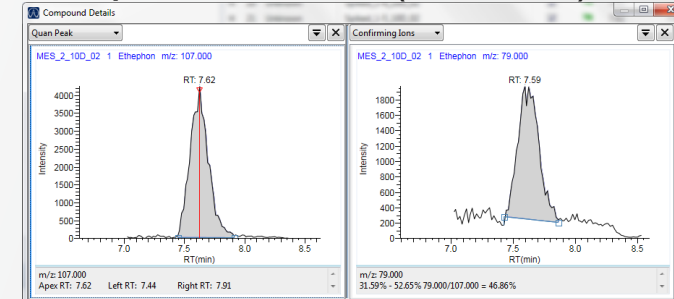 Compound Details
Quan Peak
Confirming Ions
MES_2_10D_02 1 Ethephon m/z: 107.000
RT: 7.62
4000
3500
3000
2500
2000
1500
1000
500
0
Intensity
7.0 7.5 8.0 8.5
RT(min)
m/z: 107.000
Apex RT: 7.62 Left RT: 7.44 Right RT: 7.91
MES_2_10D_02 1 Ethephon m/z: 79.000
RT: 7.59
1800
1600
1400
1200
1000
800
600
400
200
0
Intensity
7.0 7.5 8.0 8.5
RT(min)
m/z: 79.000
31.59% - 52.65% 79.000/107.000 = 46.86%